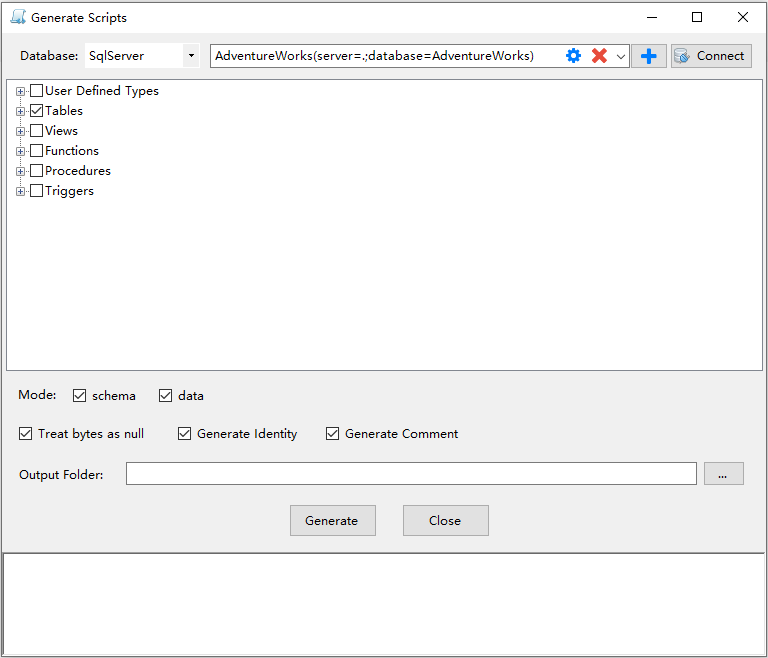 Generate Scripts
Database: SqlServer AdventureWorks(server=.;database=AdventureWorks) Connect
User Defined Types
Tables
Views
Functions
Procedures
Triggers
Mode: schema data
Treat bytes as null Generate Identity Generate Comment
Output Folder: ...
Generate Close